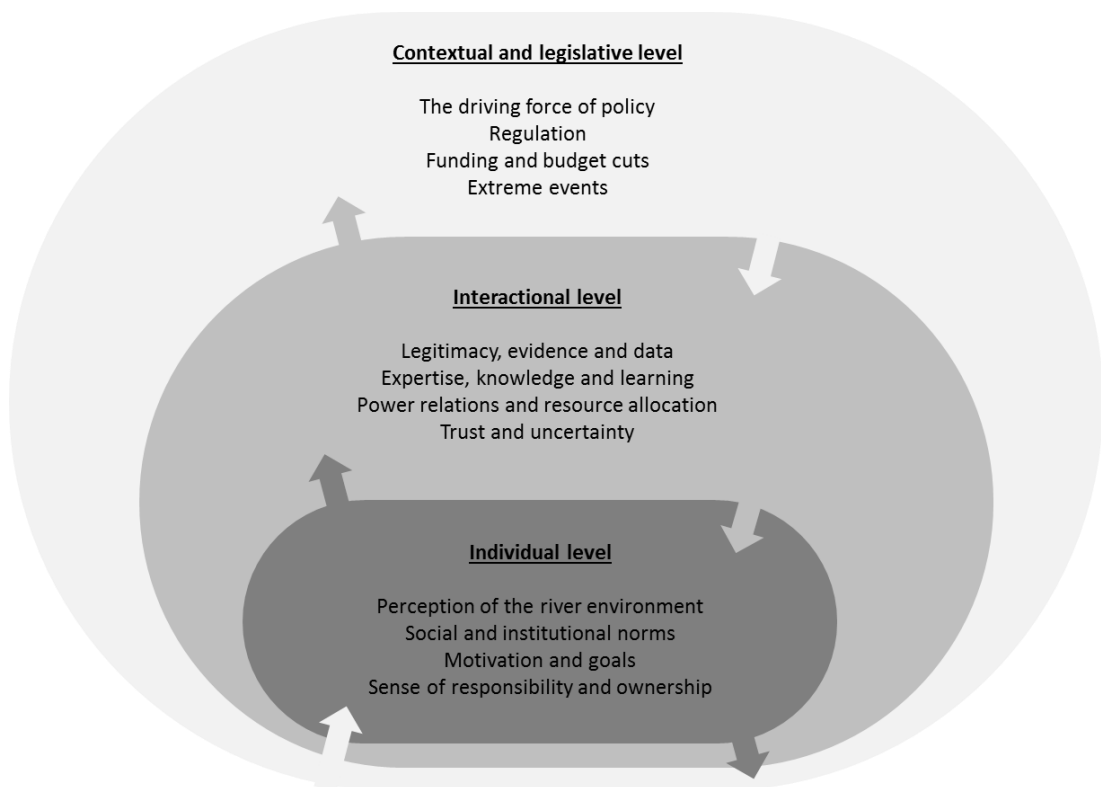 Contextual and legislative level
The driving force of policy
Regulation
Funding and budget cuts
Extreme events
Interactional level
Legitimacy, evidence and data
Expertise, knowledge and learning
Power relations and resource allocation
Trust and uncertainty
Individual level
Perception of the river environment
Social and institutional norms
Motivation and goals
Sense of responsibility and ownership